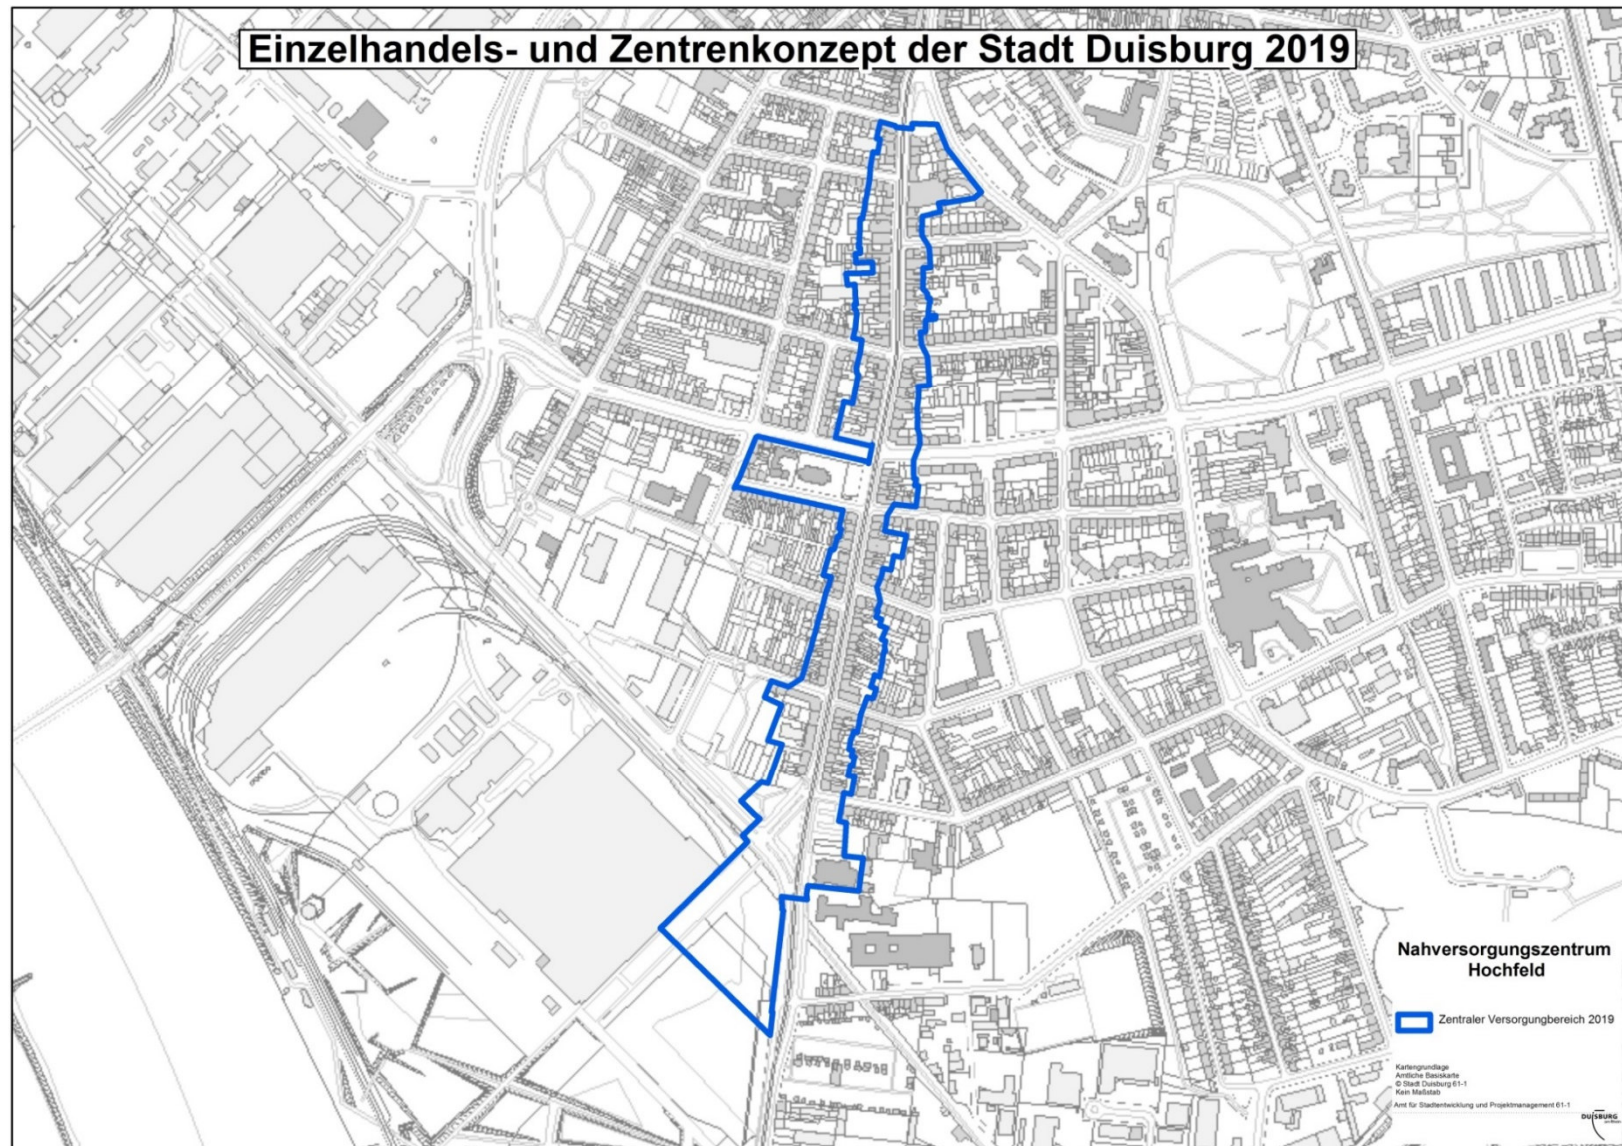 Einzelhandels- und Zentrenkonzept der Stadt Duisburg 2019
Nahversorgungszentrum
Hochfeld
Zentraler Versorgungbereich 2019
Kartengrundlage
Amtliche Basiskarte
© Stadt Duisburg 61-1
Kein Maßstab
Amt für Stadtentwicklung und Projektmanagement 61-1
DUISBURG